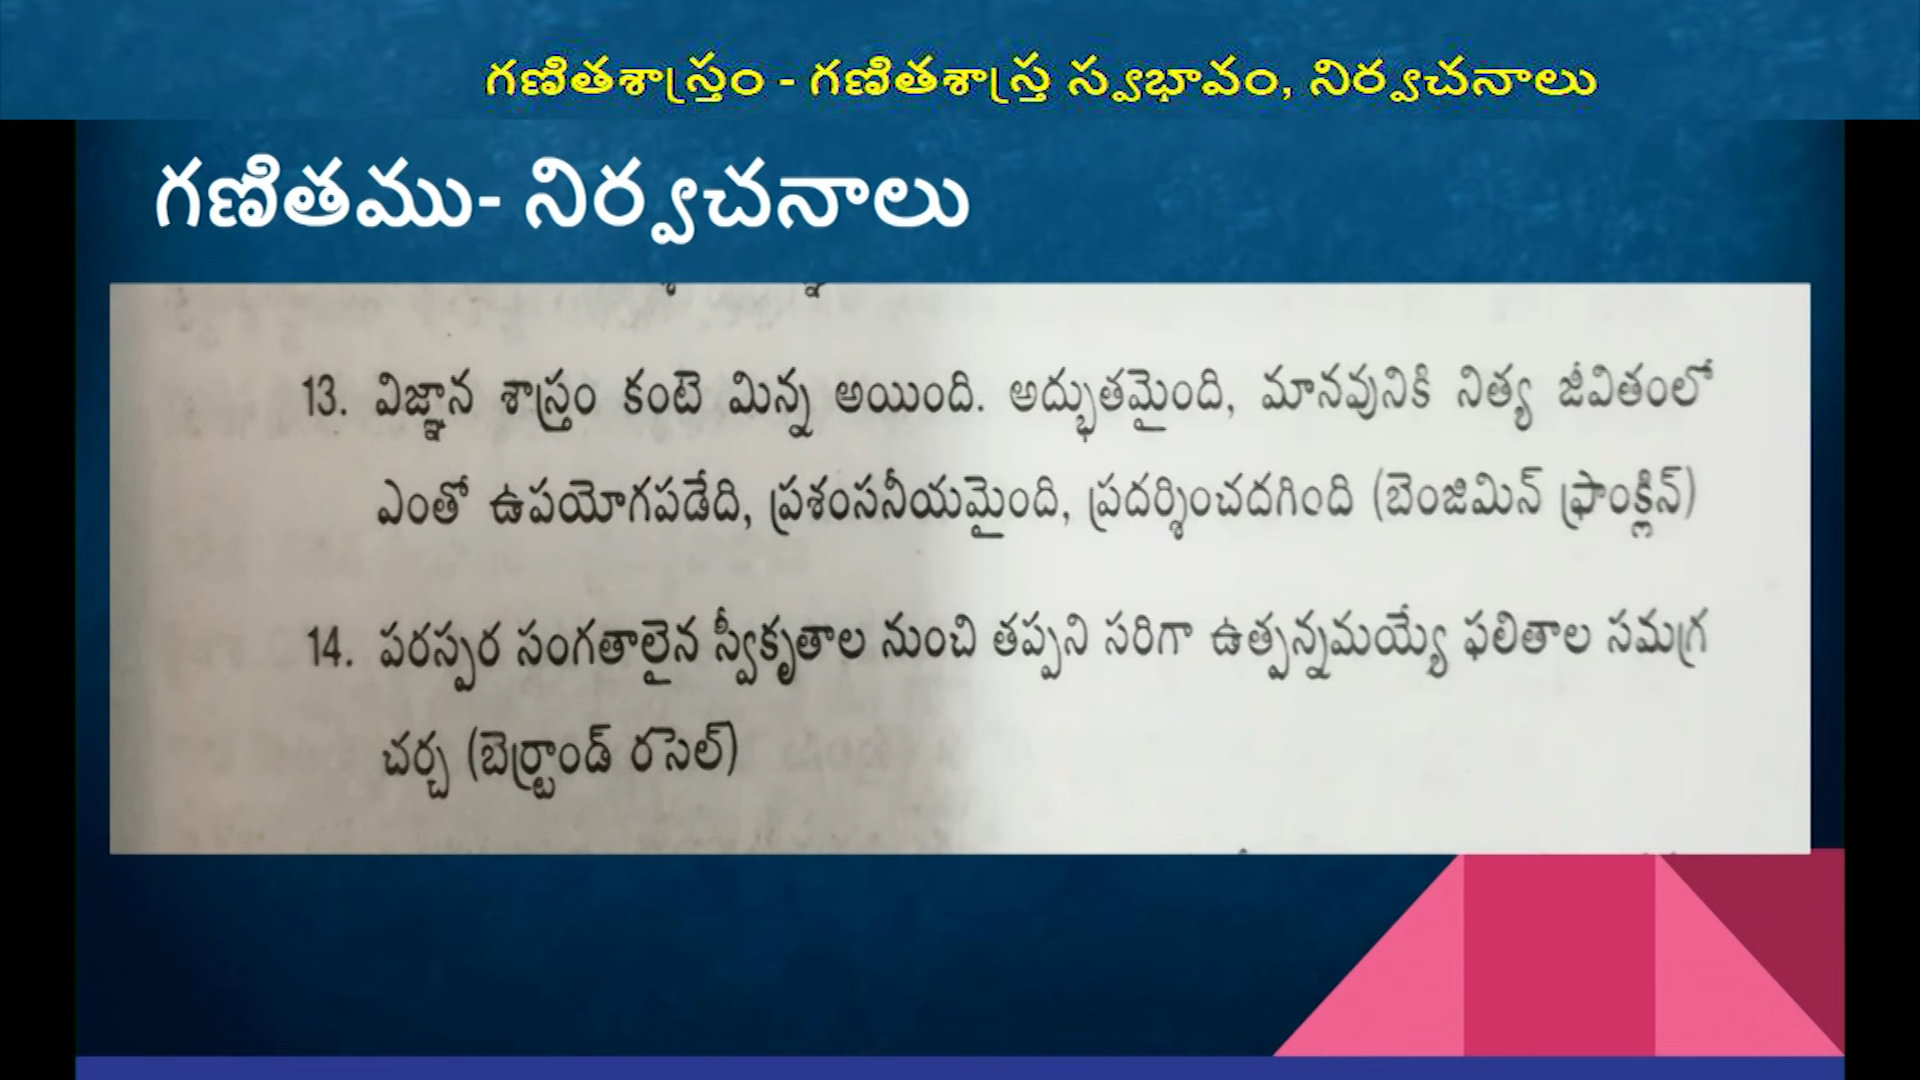 గణితశాస్త్రం - గణితశాస్త్ర స్వభావం, నిర్వచనాలు
గణితము- నిర్వచనాలు
13. విజ్ఞాన శాస్త్రం కంటె మిన్న అయింది. అద్భుతమైంది, మానవునికి నిత్య జీవితంలో
ఎంతో ఉపయోగపడేది, ప్రశంసనీయమైంది, ప్రదర్శించదగింది (బెంజిమిన్ ఫ్రాంక్లిన్)
14. పరస్పర సంగతాలైన స్వీకృతాల నుంచి తప్పని సరిగా ఉత్పన్నమయ్యే ఫలితాల సమగ్ర
చర్చ (బెర్ట్రాండ్ రసెల్)